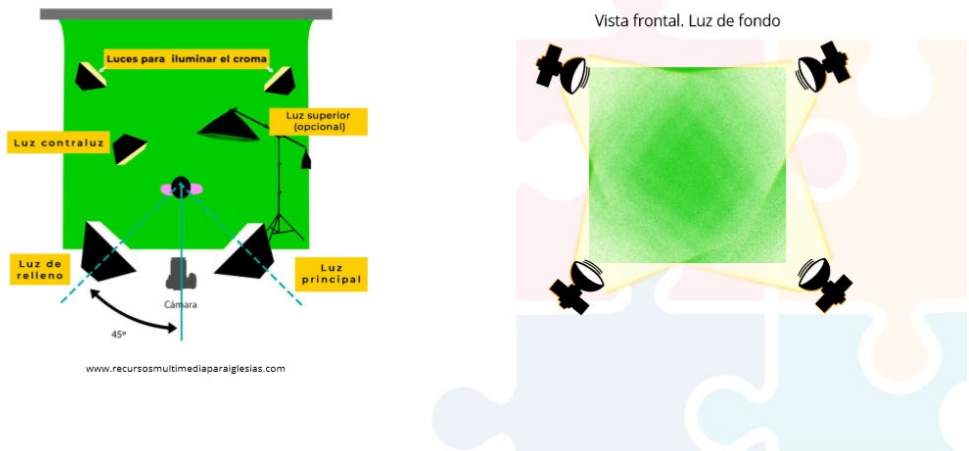 Luces para iluminar el croma
Luz superior
(opcional)
Luz contraluz
Luz de
relleno
Luz
principal
Cámara
45º
www.recursosmultimediaparaiglesias.com
Vista frontal. Luz de fondo